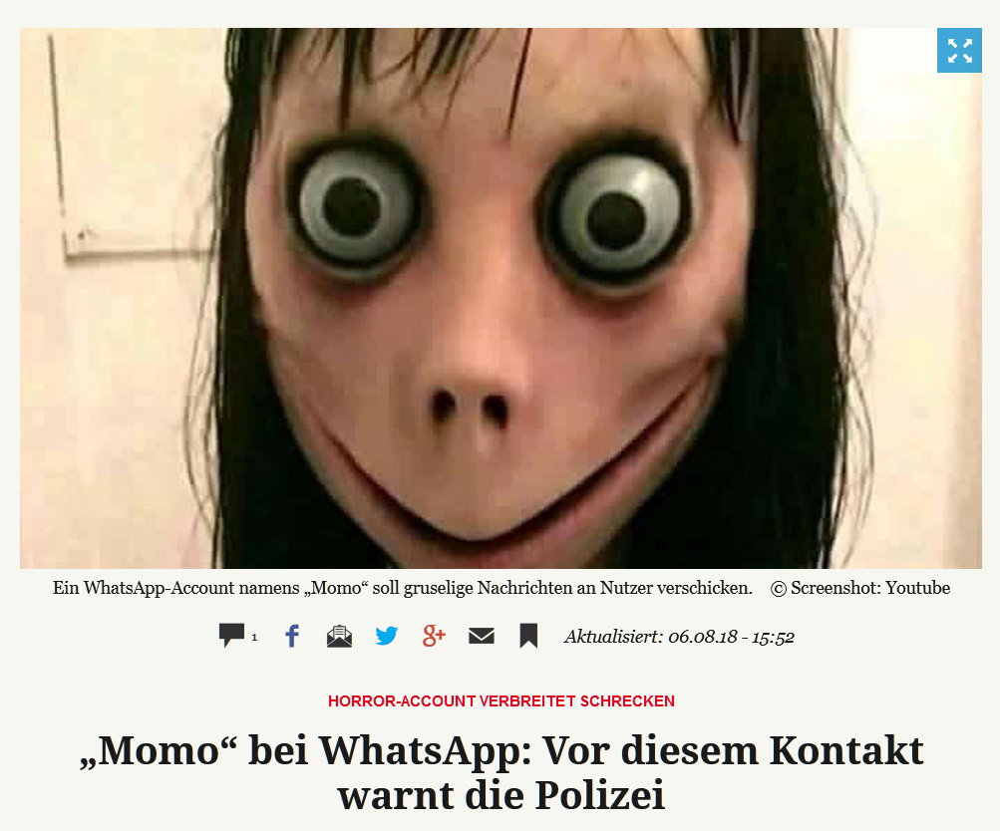 Ein WhatsApp-Account namens „Momo“ soll gruselige Nachrichten an Nutzer verschicken. © Screenshot: Youtube
1 Aktualisiert: 06.08.18 - 15:52
HORROR-ACCOUNT VERBREITET SCHRECKEN
„Momo“ bei WhatsApp: Vor diesem Kontakt
warnt die Polizei